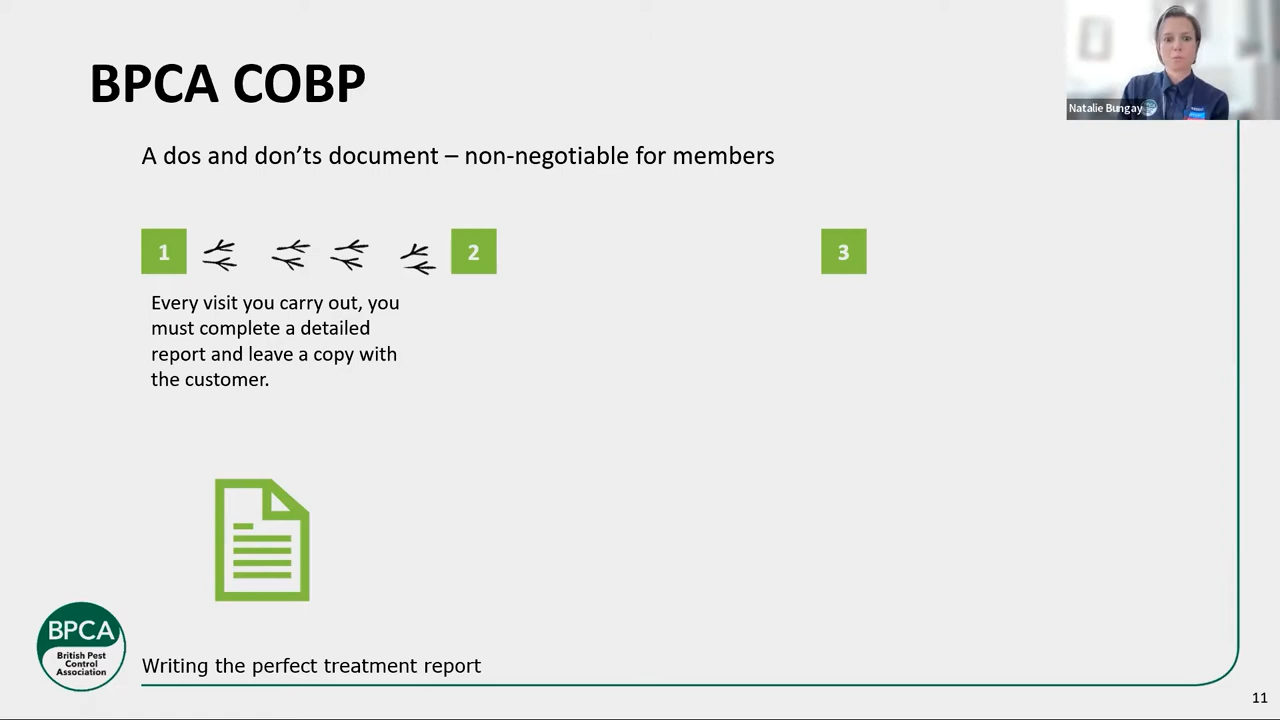 BPCA COBP
Natalie Bungay
A dos and don’ts document – non-negotiable for members
1
2
3
Every visit you carry out, you
must complete a detailed
report and leave a copy with
the customer.
BPCA
British Pest
Control
Association
Writing the perfect treatment report
11